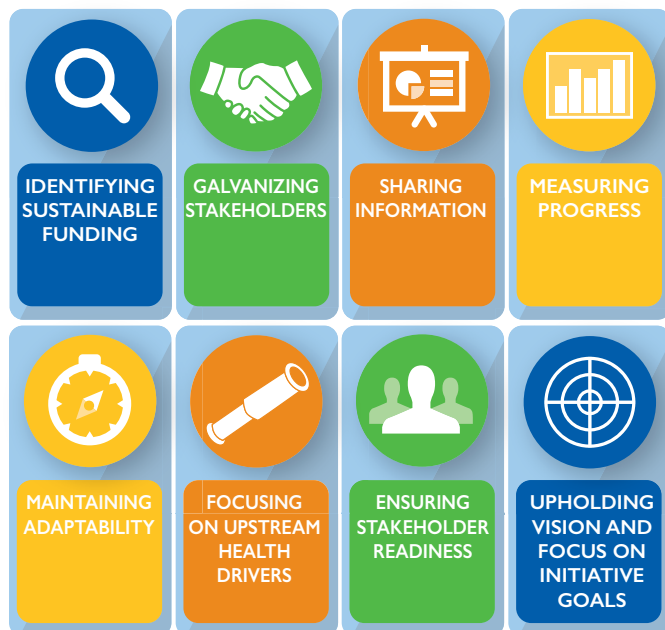 IDENTIFYING
SUSTAINABLE
FUNDING
GALVANIZING
STAKEHOLDERS
SHARING
INFORMATION
MEASURING
PROGRESS
MAINTAINING
ADAPTABILITY
FOCUSING
ON UPSTREAM
HEALTH
DRIVERS
ENSURING
STAKEHOLDER
READINESS
UPHOLDING
VISION AND
FOCUS ON
INITIATIVE
GOALS